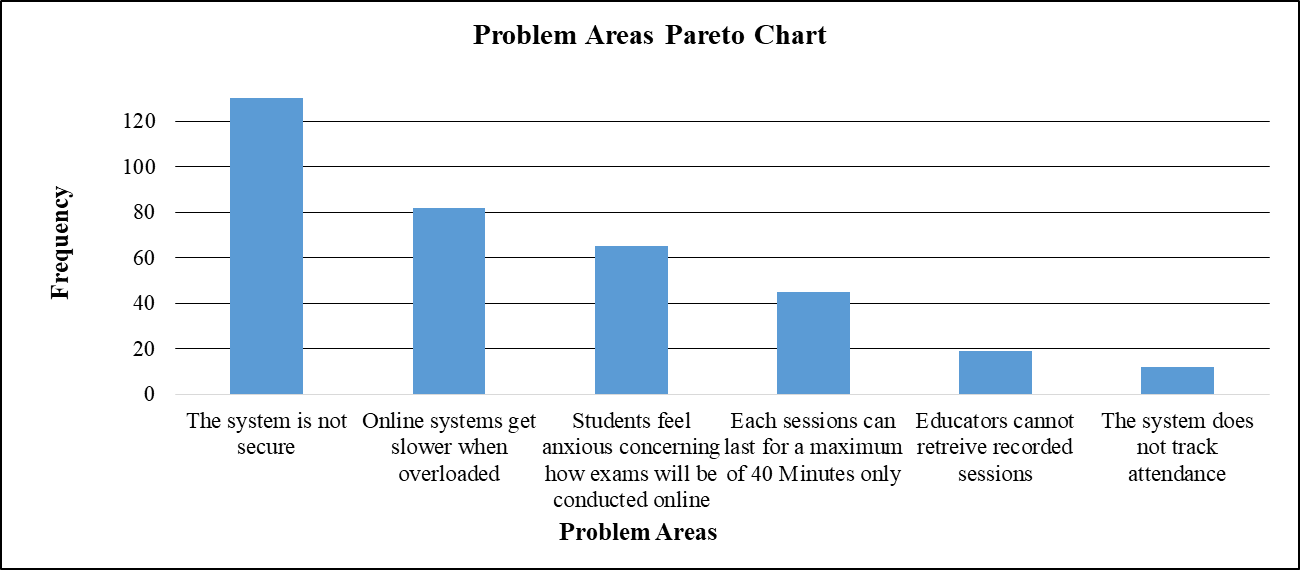 Problem Areas Pareto Chart
Frequency
120
100
80
60
40
20
0
The system is not
secure
Online systems get
slower when
overloaded
Students feel
anxious concerning
how exams will be
conducted online
Each sessions can
last for a maximum
of 40 Minutes only
Educators cannot
retreive recorded
sessions
The system does
not track
attendance
Problem Areas